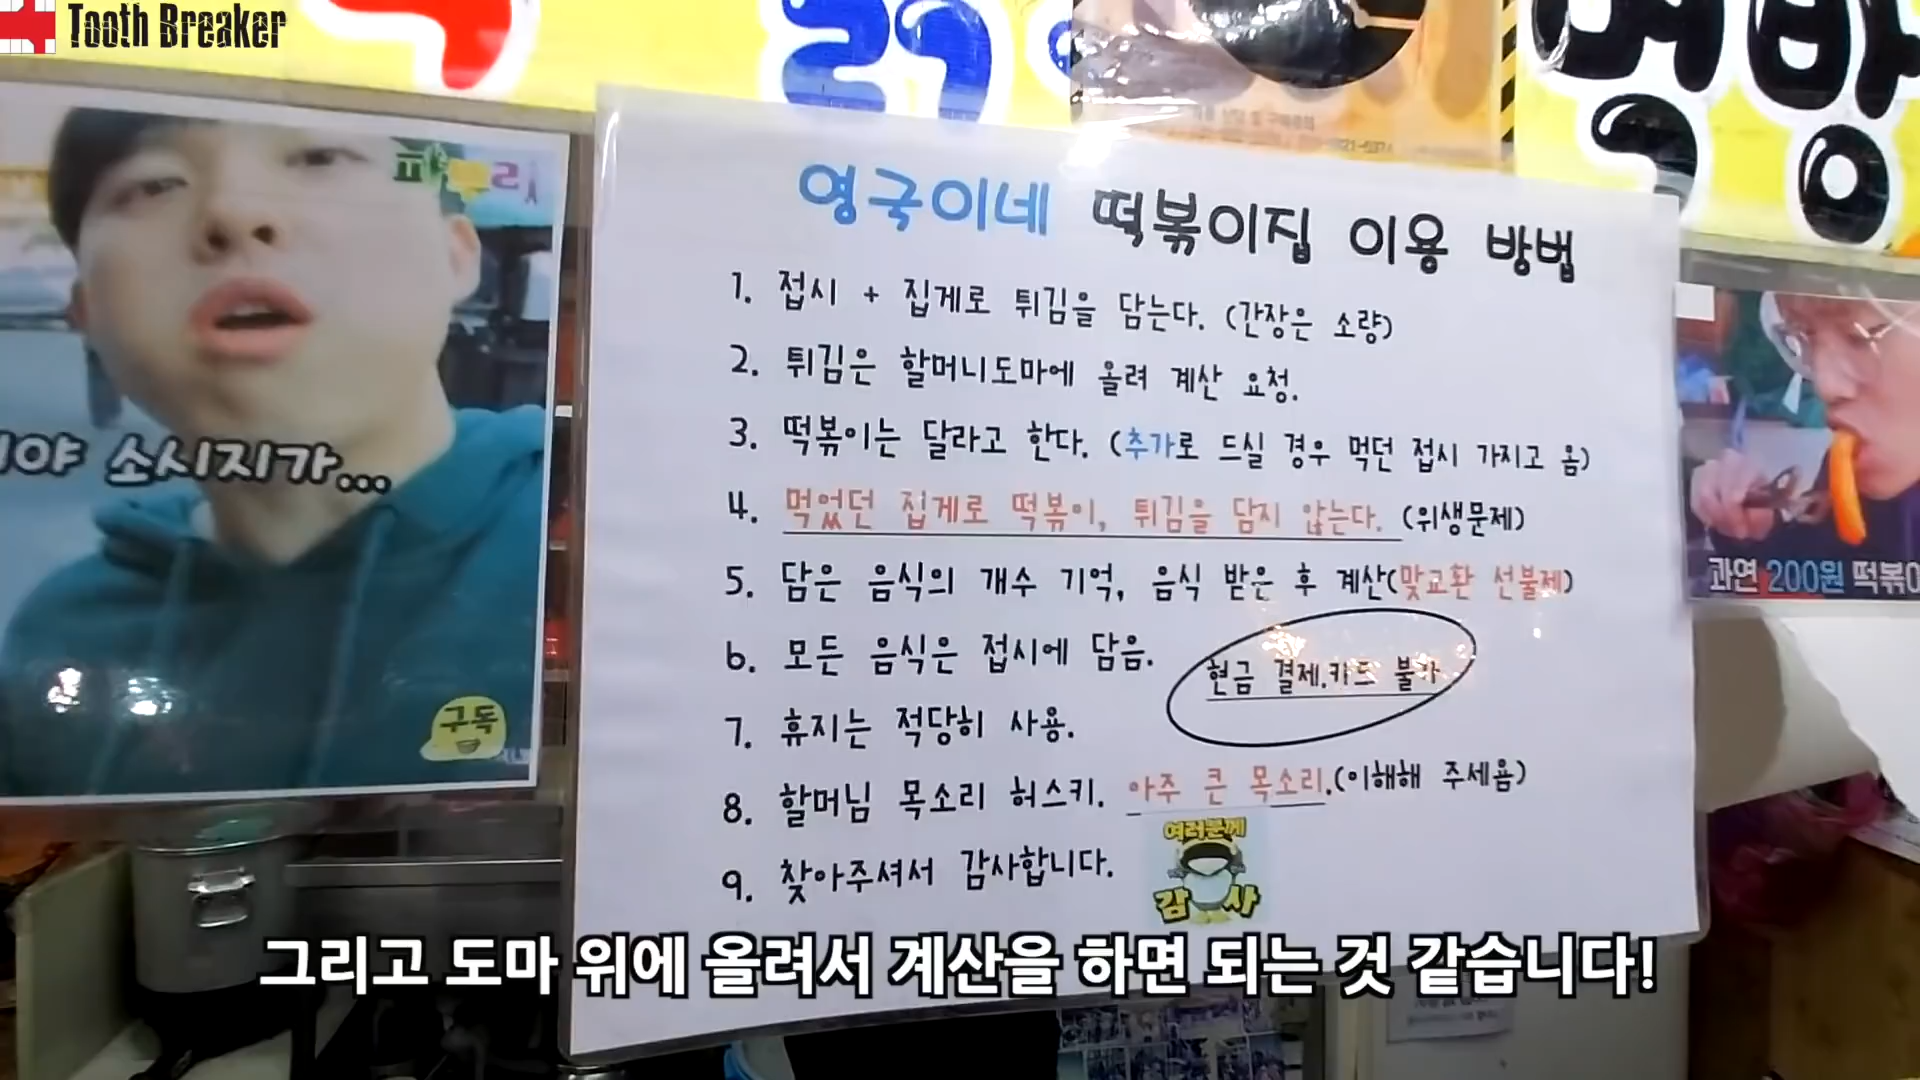 Tooth Breaker
먹방
소시지가...
구독
영국이네 떡볶이집 이용 방법
1. 접시 + 집게로 튀김을 담는다. (간장은 소량)
2. 튀김은 할머니도마에 올려 계산 요청.
3. 떡볶이는 달라고 한다. (추가로 드실 경우 먹던 접시 가지고 옴)
4. 먹었던 집게로 떡볶이, 튀김을 담지 않는다. (위생문제)
5. 담은 음식의 개수 기억, 음식 받은 후 계산(맞교환 선불제)
6. 모든 음식은 접시에 담음.
현금 결제.카드 불가
7. 휴지는 적당히 사용.
8. 할머님 목소리 허스키. 아주 큰 목소리.(이해해 주세욤)
9. 찾아주셔서 감사합니다.
여러분께
감사
과연 200원 떡볶이
그리고 도마 위에 올려서 계산을 하면 되는 것 같습니다!